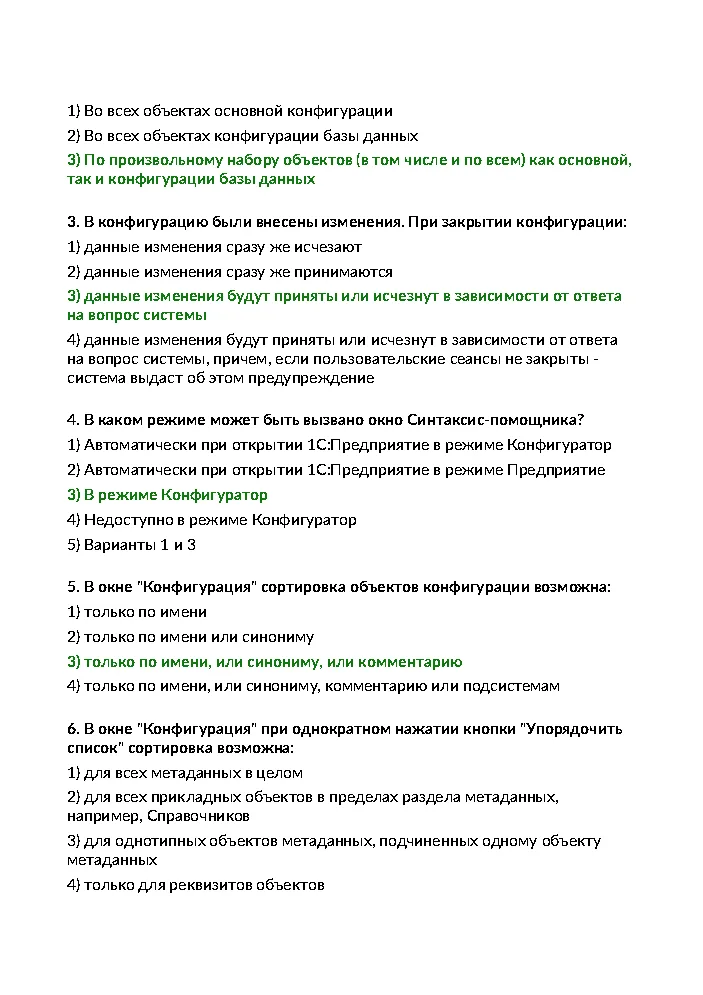 1) Во всех объектах основной конфигурации
2) Во всех объектах конфигурации базы данных
3) По произвольному набору объектов (в том числе и по всем) как основной,
так и конфигурации базы данных
3. В конфигурацию были внесены изменения. При закрытии конфигурации:
1) данные изменения сразу же исчезают
2) данные изменения сразу же принимаются
3) данные изменения будут приняты или исчезнут в зависимости от ответа
на вопрос системы
4) данные изменения будут приняты или исчезнут в зависимости от ответа
на вопрос системы, причем, если пользовательские сеансы не закрыты -
система выдаст об этом предупреждение
4. В каком режиме может быть вызвано окно Синтаксис-помощника?
1) Автоматически при открытии 1С:Предприятие в режиме Конфигуратор
2) Автоматически при открытии 1С:Предприятие в режиме Предприятие
3) В режиме Конфигуратор
4) Недоступно в режиме Конфигуратор
5) Варианты 1 и 3
5. В окне "Конфигурация" сортировка объектов конфигурации возможна:
1) только по имени
2) только по имени или синониму
3) только по имени, или синониму, или комментарию
4) только по имени, или синониму, комментарию или подсистемам
6. В окне "Конфигурация" при однократном нажатии кнопки "Упорядочить
список" сортировка возможна:
1) для всех метаданных в целом
2) для всех прикладных объектов в пределах раздела метаданных,
например, Справочников
3) для однотипных объектов метаданных, подчиненных одному объекту
метаданных
4) только для реквизитов объектов